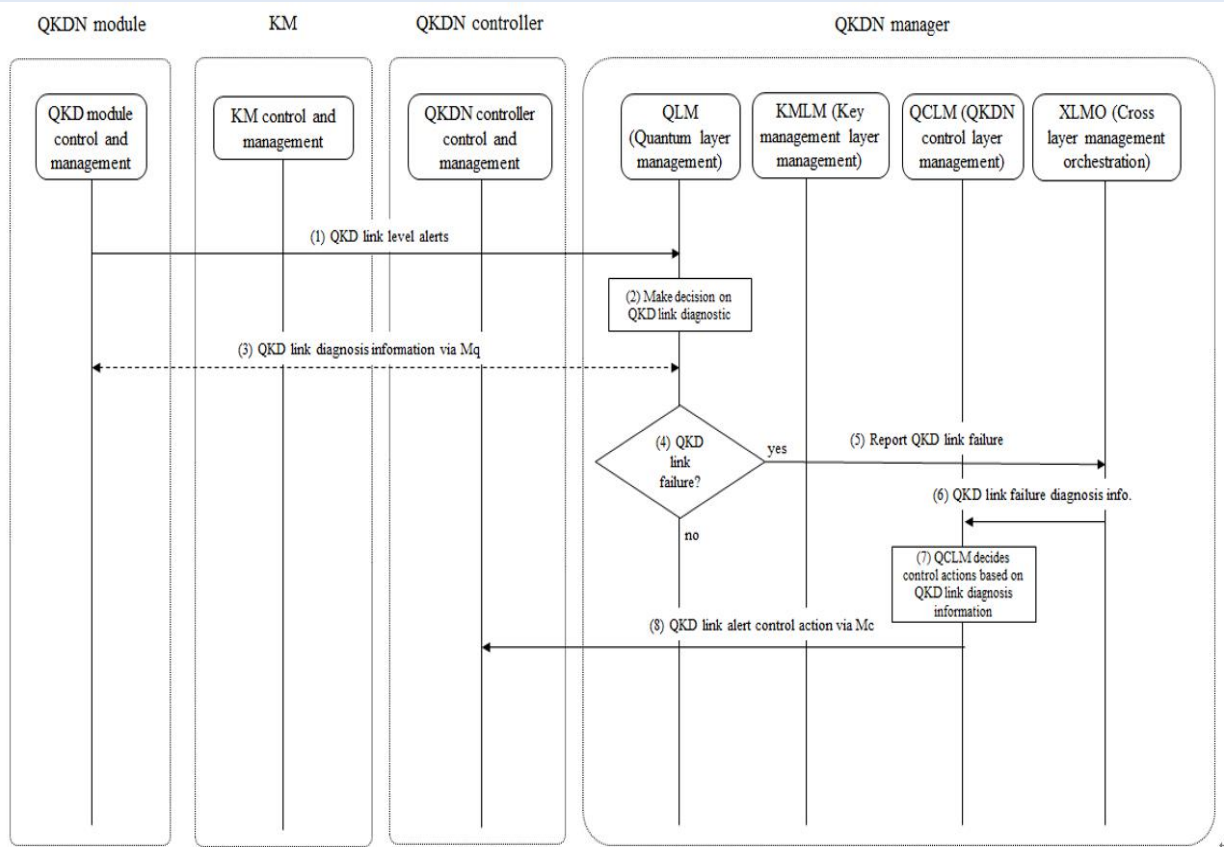 QKDN module
KM
QKDN controller
QKDN manager
QKD module
control and
management
KM control and
management
QKDN controller
control and
management
QLM
(Quantum layer
management)
KMLM (Key
management layer
management)
QCLM (QKDN
control layer
management)
XLMO (Cross
layer management
orchestration)
(1) QKD link level alerts
(2) Make decision on
QKD link diagnostic
(3) QKD link diagnosis information via Mq
(4) QKD
link
failure?
yes
(5) Report QKD link failure
(6) QKD link failure diagnosis info.
no
(7) QCLM decides
control actions based on
QKD link diagnosis
information
(8) QKD link alert control action via Mc